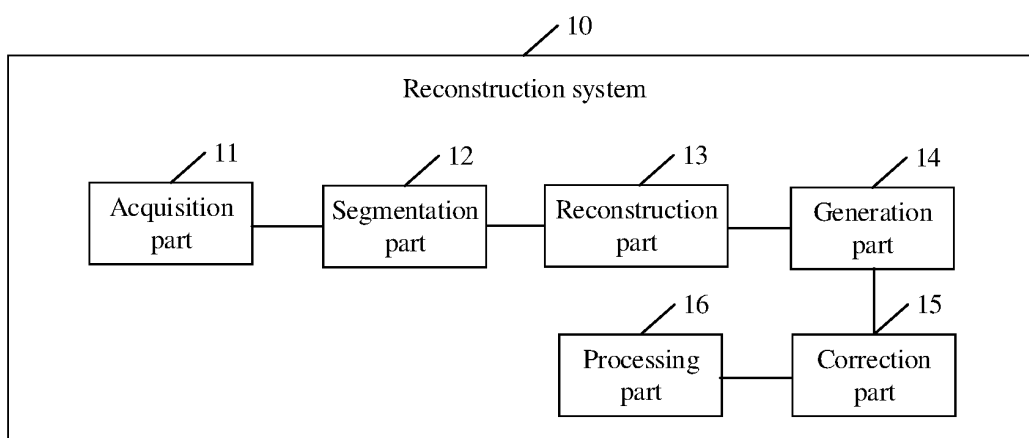 10
Reconstruction system
11
Acquisition
part
12
Segmentation
part
13
Reconstruction
part
14
Generation
part
16
Processing
part
15
Correction
part